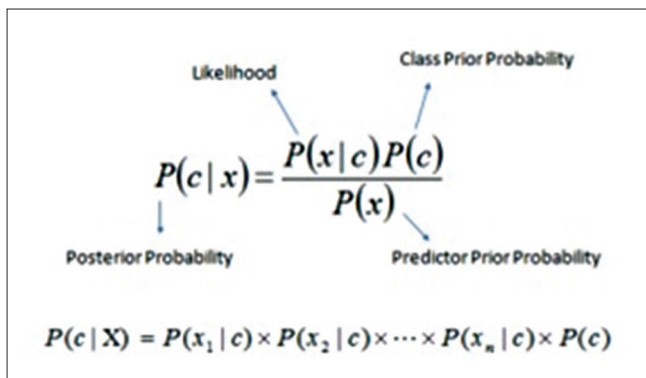 Likelihood
Class Prior Probability
P(c | x) = P(x | c)P(c) / P(x)
Posterior Probability
Predictor Prior Probability
P(c | X) = P(x₁ | c) × P(x₂ | c) × ⋯ × P(xₙ | c) × P(c)